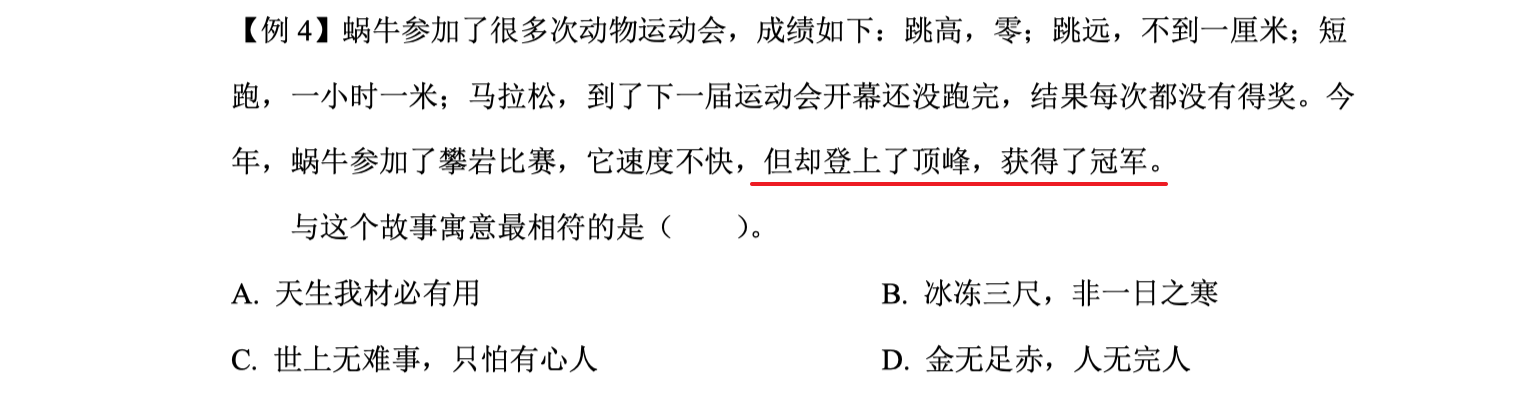 【例 4】蜗牛参加了很多次动物运动会，成绩如下：跳高，零；跳远，不到一厘米；短
跑，一小时一米；马拉松，到了下一届运动会开幕还没跑完，结果每次都没有得奖。今
年，蜗牛参加了攀岩比赛，它速度不快，但却登上了顶峰，获得了冠军。
与这个故事寓意最相符的是（　　）。
A. 天生我材必有用
B. 冰冻三尺，非一日之寒
C. 世上无难事，只怕有心人
D. 金无足赤，人无完人